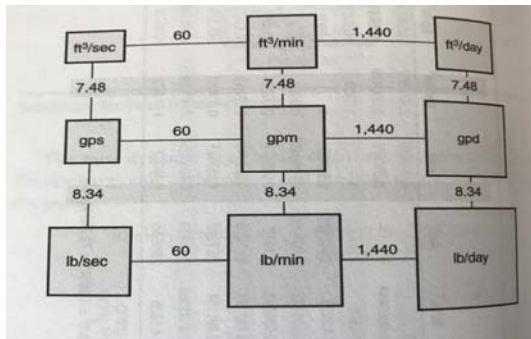 ft³/sec 60 ft³/min 1,440 ft³/day
7.48 7.48 7.48
gps 60 gpm 1,440 gpd
8.34 8.34 8.34
lb/sec 60 lb/min 1,440 lb/day